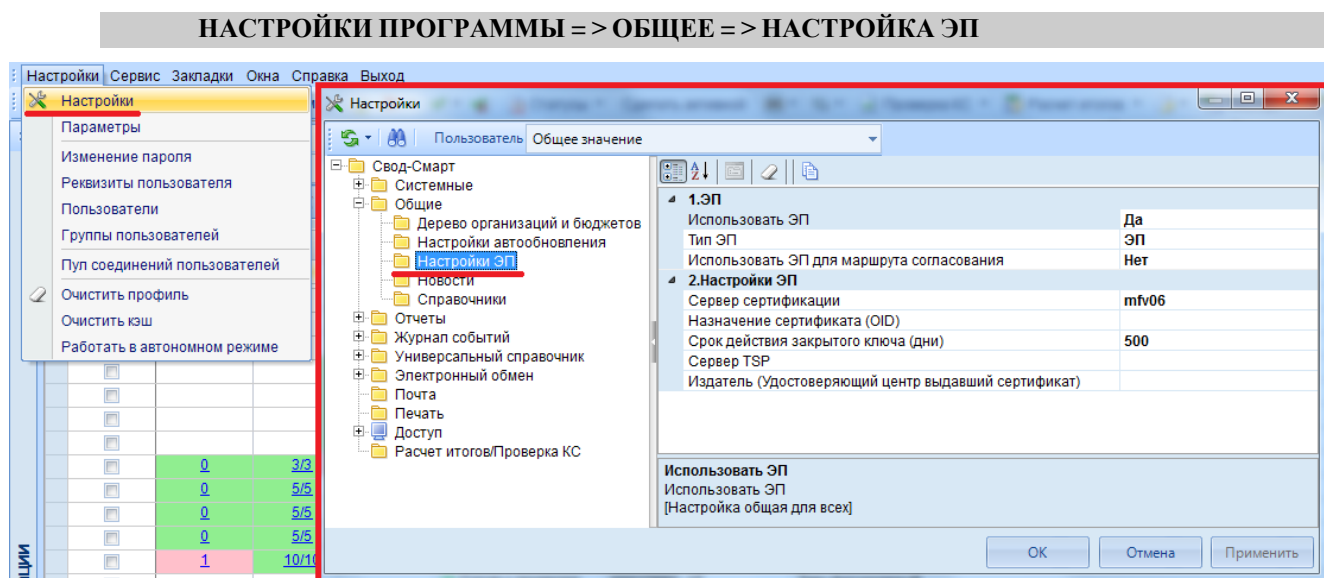 НАСТРОЙКИ ПРОГРАММЫ = > ОБЩЕЕ = > НАСТРОЙКА ЭП
Настройки Сервис Закладки Окна Справка Выход
Настройки
Параметры
Изменение пароля
Реквизиты пользователя
Пользователи
Группы пользователей
Пул соединений пользователей
Очистить профиль
Очистить кэш
Работать в автономном режиме
0 3/3
0 5/5
0 5/5
0 5/5
1 10/10
Настройки
Пользователь Общее значение
Свод-Смарт
Системные
Общие
Дерево организаций и бюджетов
Настройки автообновления
Настройки ЭП
Новости
Справочники
Отчеты
Журнал событий
Универсальный справочник
Электронный обмен
Почта
Печать
Доступ
Расчет итогов/Проверка КС
1.ЭП
Использовать ЭП Да
Тип ЭП ЭП
Использовать ЭП для маршрута согласования Нет
2.Настройки ЭП
Сервер сертификации mfv06
Назначение сертификата (OID)
Срок действия закрытого ключа (дни) 500
Сервер TSP
Издатель (Удостоверяющий центр выдавший сертификат)
Использовать ЭП
Использовать ЭП
[Настройка общая для всех]
ОК Отмена Применить